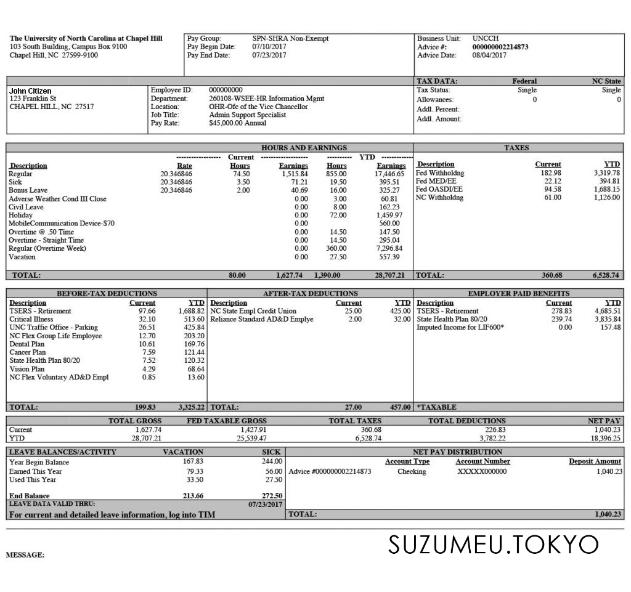 The University of North Carolina at Chapel Hill
103 South Building, Campus Box 9100
Chapel Hill, NC 27599-9100
Pay Group: SPN-SHRA Non-Exempt
Pay Begin Date: 07/10/2017
Pay End Date: 07/23/2017
Business Unit: UNCCH
Advice #: 000000002214873
Advice Date: 08/04/2017
John Citizen
123 Franklin St
CHAPEL HILL, NC 27517
Employee ID: 000000000
Department: 260108-WSEE-HR Information Mgmt
Location: OHR-Ofc of the Vice Chancellor
Job Title: Admin Support Specialist
Pay Rate: $45,000.00 Annual
TAX DATA: Federal NC State
Tax Status: Single Single
Allowances: 0 0
Addl. Percent:
Addl. Amount:
HOURS AND EARNINGS
Current YTD
Description Rate Hours Earnings Hours Earnings
Regular 20.346846 74.50 1,515.84 855.00 17,446.65
Sick 20.346846 3.50 71.21 19.50 395.51
Bonus Leave 20.346846 2.00 40.69 16.00 325.27
Adverse Weather Cond III Close 0.00 3.00 60.81
Civil Leave 0.00 8.00 162.23
Holiday 0.00 72.00 1,459.97
MobileCommunication Device-$70 0.00 560.00
Overtime @ .50 Time 0.00 14.50 147.50
Overtime - Straight Time 0.00 14.50 295.04
Regular (Overtime Week) 0.00 360.00 7,296.84
Vacation 0.00 27.50 557.39
TOTAL: 80.00 1,627.74 1,390.00 28,707.21
TAXES
Description Current YTD
Fed Withholdng 182.98 3,319.78
Fed MED/EE 22.12 394.81
Fed OASDI/EE 94.58 1,688.15
NC Withholdng 61.00 1,126.00
TOTAL: 360.68 6,528.74
BEFORE-TAX DEDUCTIONS
Description Current YTD
TSERS - Retirement 97.66 1,688.82
Critical Illness 32.10 513.60
UNC Traffic Office - Parking 26.51 425.84
NC Flex Group Life Employee 12.70 203.20
Dental Plan 10.61 169.76
Cancer Plan 7.59 121.44
State Health Plan 80/20 7.52 120.32
Vision Plan 4.29 68.64
NC Flex Voluntary AD&D Empl 0.85 13.60
TOTAL: 199.83 3,325.22
AFTER-TAX DEDUCTIONS
Description Current YTD
NC State Empl Credit Union 25.00 425.00
Reliance Standard AD&D Emplye 2.00 32.00
TOTAL: 27.00 457.00
EMPLOYER PAID BENEFITS
Description Current YTD
TSERS - Retirement 278.83 4,685.51
State Health Plan 80/20 239.74 3,835.84
Imputed Income for LIF600* 0.00 157.48
*TAXABLE
TOTAL GROSS FED TAXABLE GROSS TOTAL TAXES TOTAL DEDUCTIONS NET PAY
Current 1,627.74 1,427.91 360.68 226.83 1,040.23
YTD 28,707.21 25,539.47 6,528.74 3,782.22 18,396.25
LEAVE BALANCES/ACTIVITY VACATION SICK
Year Begin Balance 167.83 244.00
Earned This Year 79.33 56.00
Used This Year 33.50 27.50
End Balance 213.66 272.50
LEAVE DATA VALID THRU: 07/23/2017
For current and detailed leave information, log into TIM
NET PAY DISTRIBUTION
Account Type Account Number Deposit Amount
Advice #000000002214873 Checking XXXXX000000 1,040.23
TOTAL: 1,040.23
SUZUMEU.TOKYO
MESSAGE: